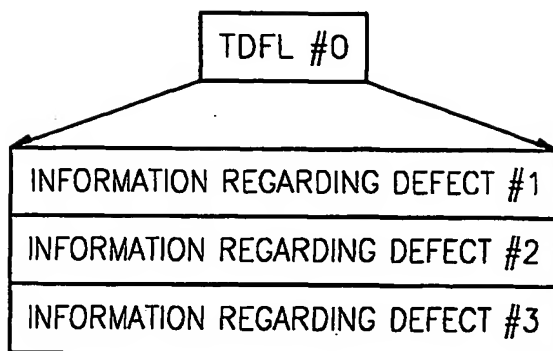 TDFL #0
INFORMATION REGARDING DEFECT #1
INFORMATION REGARDING DEFECT #2
INFORMATION REGARDING DEFECT #3